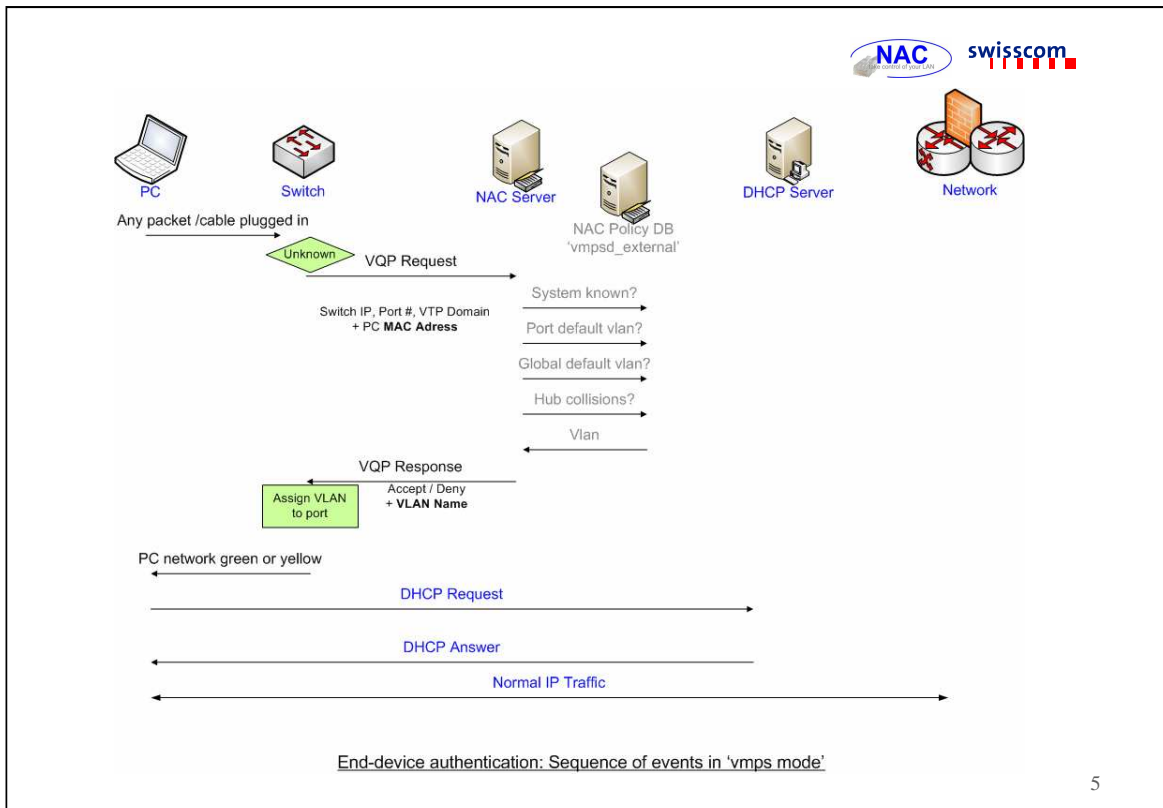 NAC
take control of your LAN
swisscom
PC
Switch
NAC Server
NAC Policy DB
'vmpsd_external'
DHCP Server
Network
Any packet /cable plugged in
Unknown
VQP Request
Switch IP, Port #, VTP Domain
+ PC MAC Adress
System known?
Port default vlan?
Global default vlan?
Hub collisions?
Vlan
VQP Response
Accept / Deny
+ VLAN Name
Assign VLAN
to port
PC network green or yellow
DHCP Request
DHCP Answer
Normal IP Traffic
End-device authentication: Sequence of events in 'vmps mode'
5